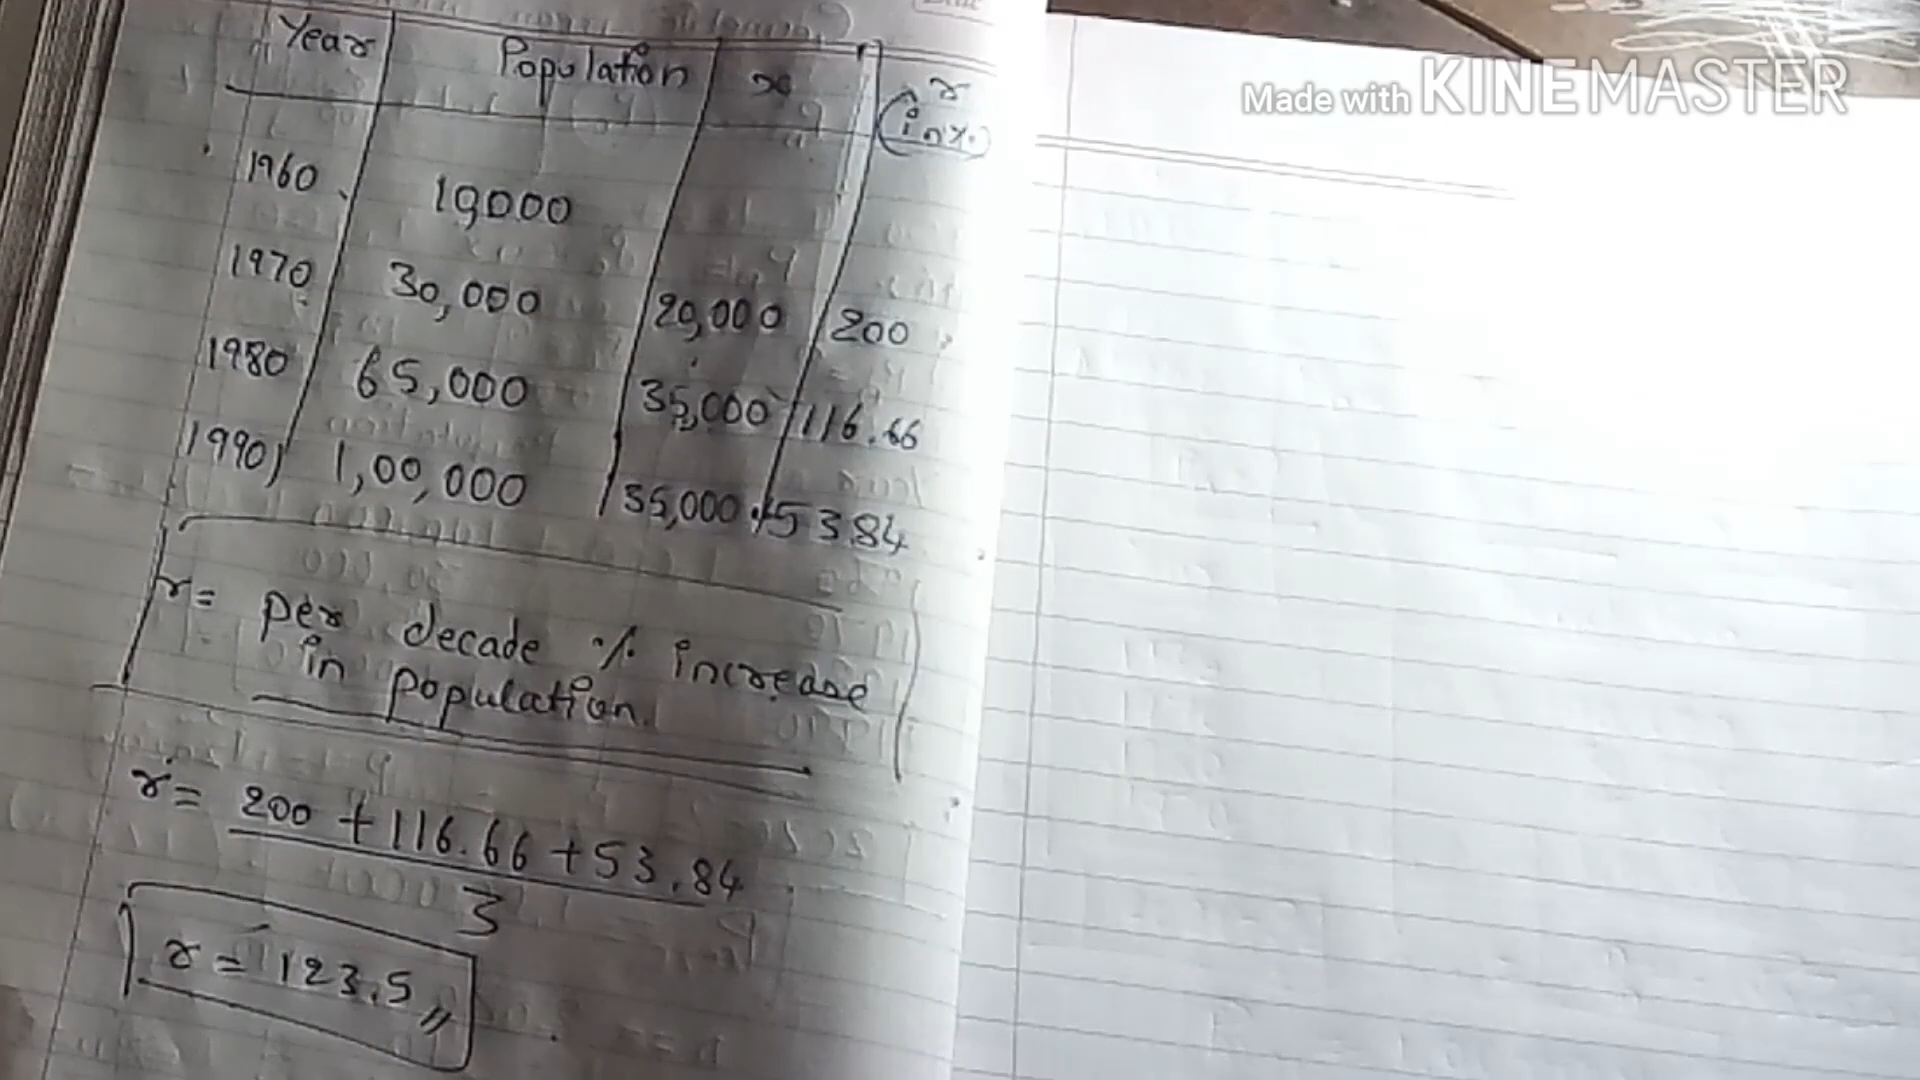 Year Population x r (in %)
1960 10,000
1970 30,000 20,000 200
1980 65,000 35,000 116.66
1990 1,00,000 35,000 53.84
r = per decade % increase
in population.
r = 200 + 116.66 + 53.84
3
r = 123.5
Made with KINEMASTER